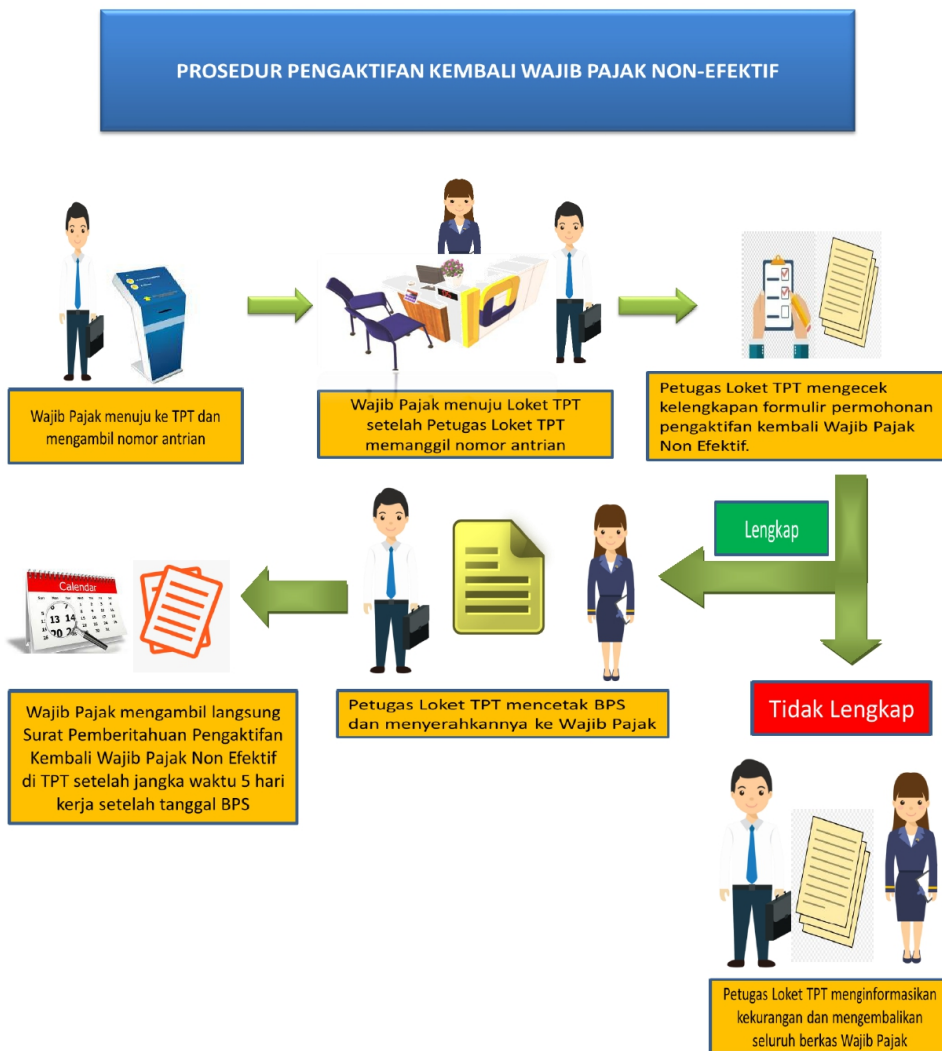 PROSEDUR PENGAKTIFAN KEMBALI WAJIB PAJAK NON-EFEKTIF
Wajib Pajak menuju ke TPT dan
mengambil nomor antrian
Wajib Pajak menuju Loket TPT
setelah Petugas Loket TPT
memanggil nomor antrian
Petugas Loket TPT mengecek
kelengkapan formulir permohonan
pengaktifan kembali Wajib Pajak
Non Efektif.
Lengkap
Tidak Lengkap
Petugas Loket TPT mencetak BPS
dan menyerahkannya ke Wajib Pajak
Calendar
13 14
Wajib Pajak mengambil langsung
Surat Pemberitahuan Pengaktifan
Kembali Wajib Pajak Non Efektif
di TPT setelah jangka waktu 5 hari
kerja setelah tanggal BPS
Petugas Loket TPT menginformasikan
kekurangan dan mengembalikan
seluruh berkas Wajib Pajak